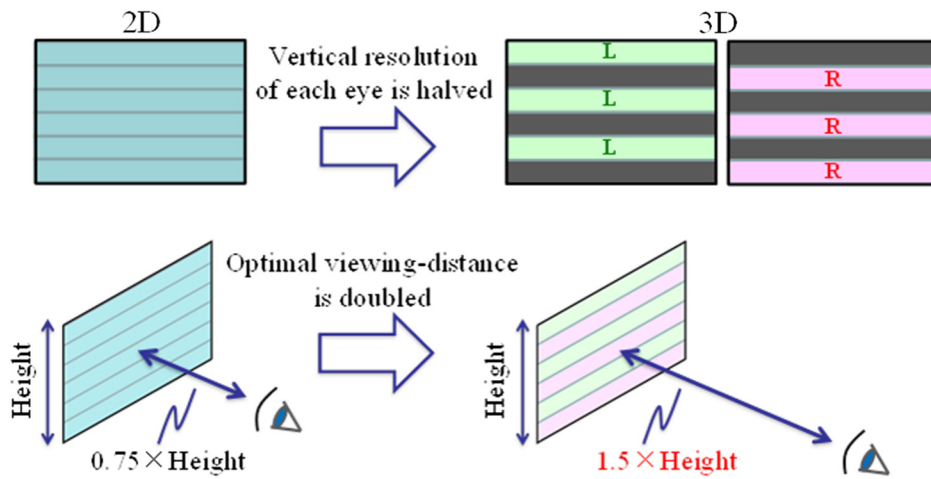 2D
3D
Vertical resolution
of each eye is halved
L
L
L
R
R
R
Optimal viewing-distance
is doubled
Height
0.75×Height
Height
1.5×Height